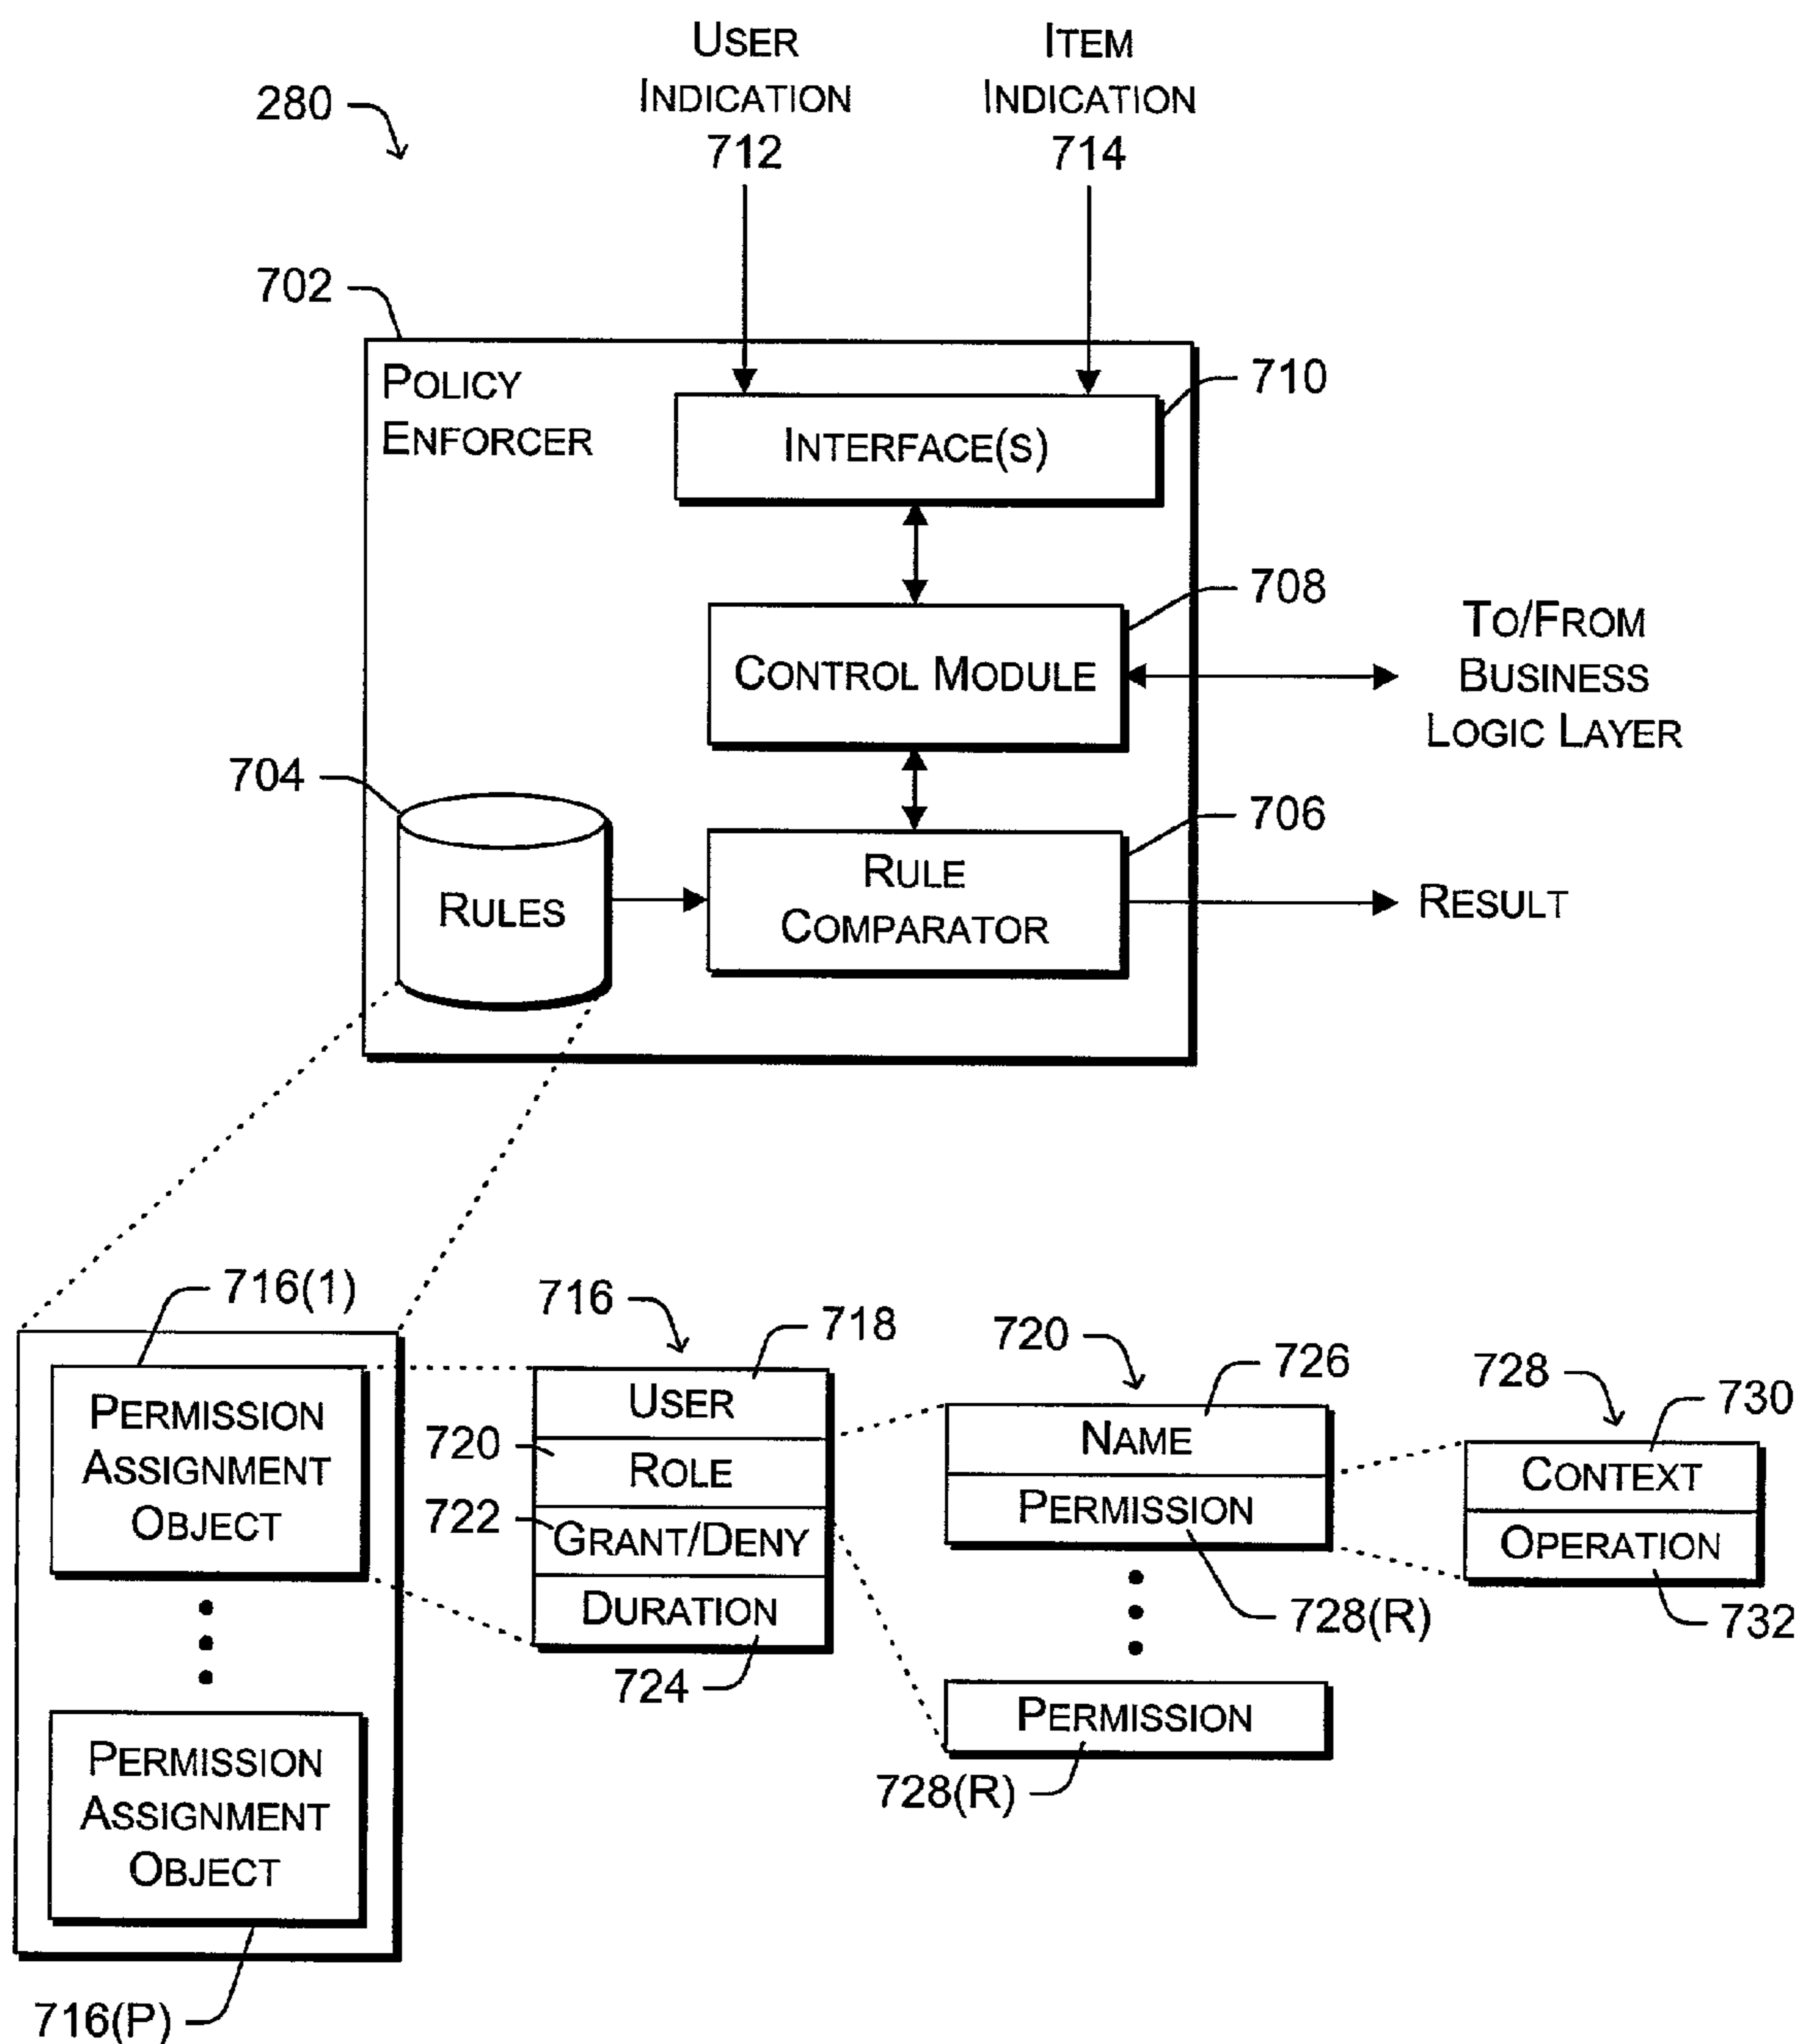 USER
INDICATION
712
ITEM
INDICATION
714
280
702
POLICY
ENFORCER
710
INTERFACE(S)
708
CONTROL MODULE
TO/FROM
BUSINESS
LOGIC LAYER
704
706
RULES
RULE
COMPARATOR
RESULT
716(1)
PERMISSION
ASSIGNMENT
OBJECT
PERMISSION
ASSIGNMENT
OBJECT
716(P)
716
718
USER
720
ROLE
722
GRANT/DENY
DURATION
724
720
726
NAME
PERMISSION
728(R)
PERMISSION
728(R)
728
730
CONTEXT
OPERATION
732